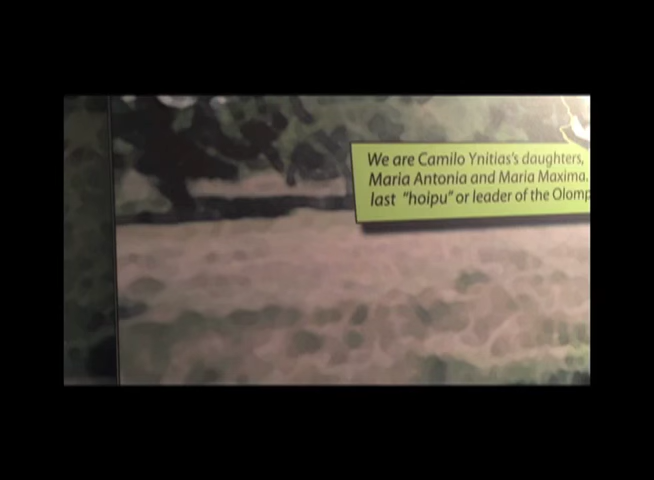 We are Camilo Ynitias's daughters,
Maria Antonia and Maria Maxima.
last "hoipu" or leader of the Olomp